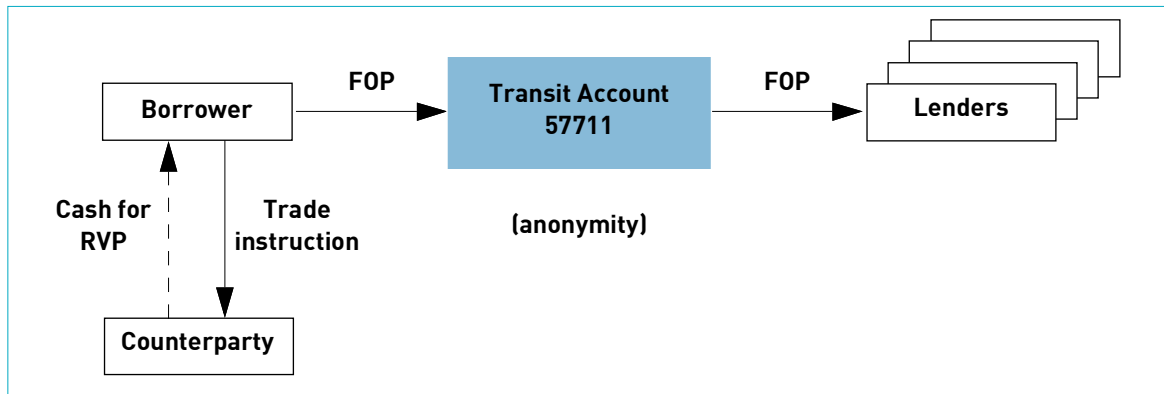 FOP
FOP
Borrower
Transit Account
57711
Lenders
Cash for
RVP
Trade
instruction
(anonymity)
Counterparty